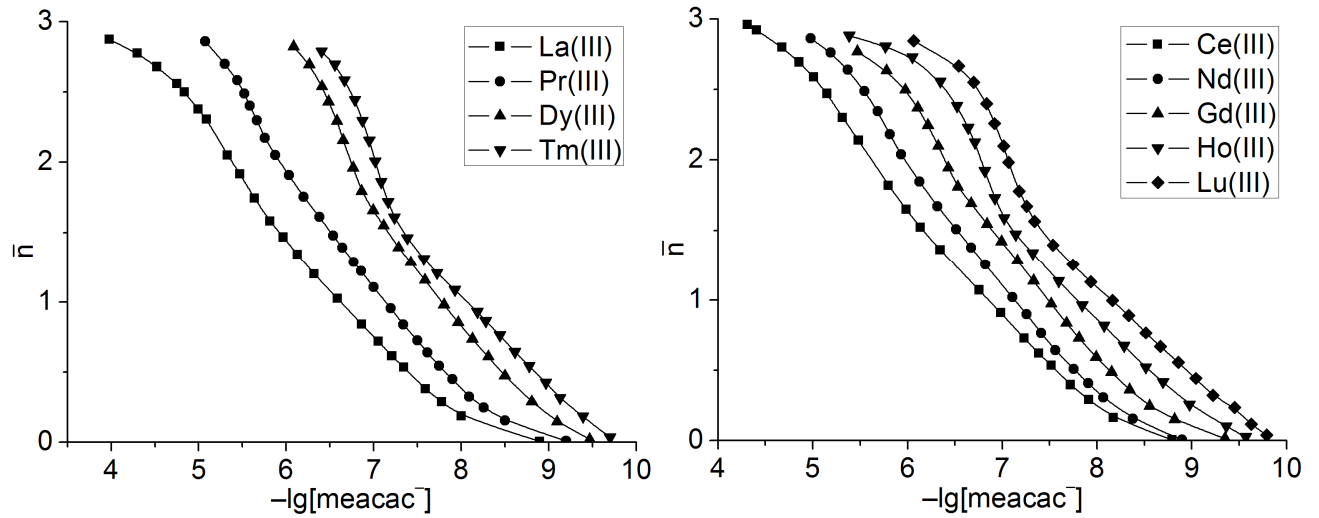 3
2
1
0
n̅
4 5 6 7 8 9 10
–lg[meacac⁻]
La(III)
Pr(III)
Dy(III)
Tm(III)
3
2
1
0
n̅
4 5 6 7 8 9 10
–lg[meacac⁻]
Ce(III)
Nd(III)
Gd(III)
Ho(III)
Lu(III)